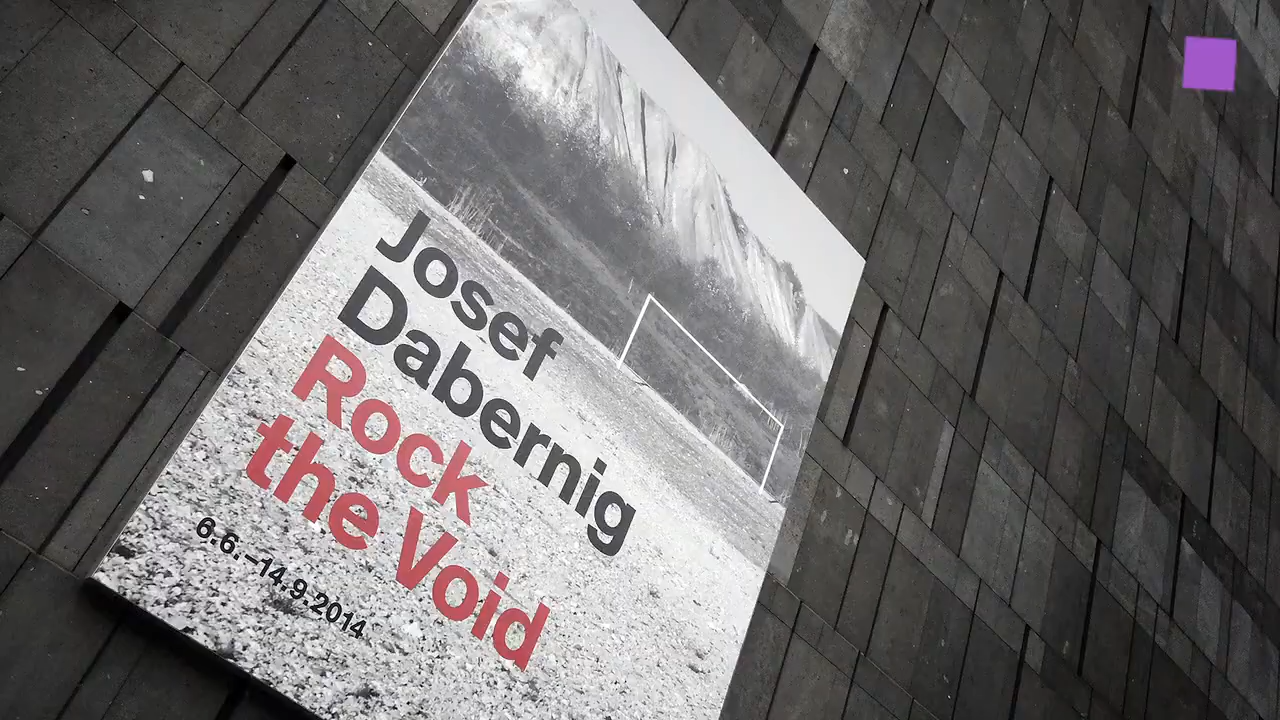 Josef
Dabernig
Rock
the Void
6.6.–14.9.2014